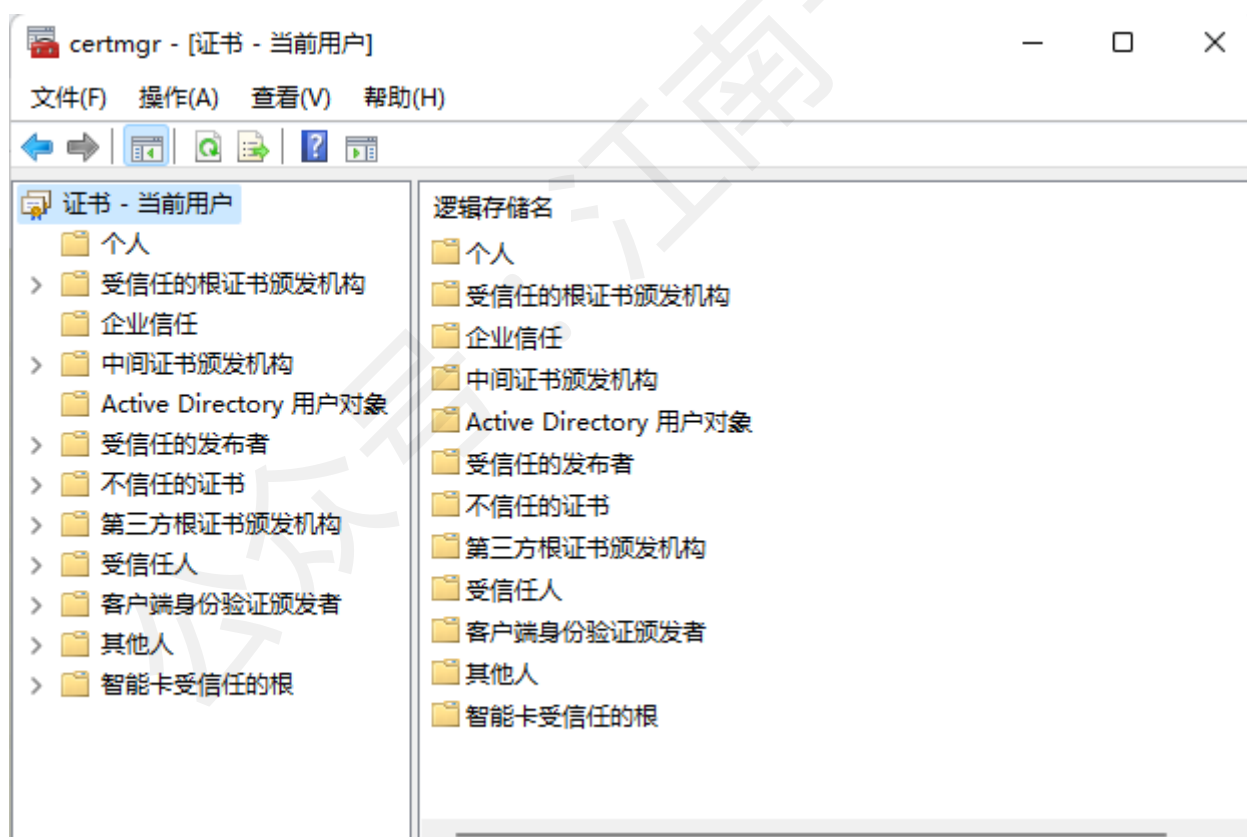 certmgr - [证书 - 当前用户]
文件(F) 操作(A) 查看(V) 帮助(H)
证书 - 当前用户
个人
受信任的根证书颁发机构
企业信任
中间证书颁发机构
Active Directory 用户对象
受信任的发布者
不信任的证书
第三方根证书颁发机构
受信任人
客户端身份验证颁发者
其他人
智能卡受信任的根
逻辑存储名
个人
受信任的根证书颁发机构
企业信任
中间证书颁发机构
Active Directory 用户对象
受信任的发布者
不信任的证书
第三方根证书颁发机构
受信任人
客户端身份验证颁发者
其他人
智能卡受信任的根
公众号:江南